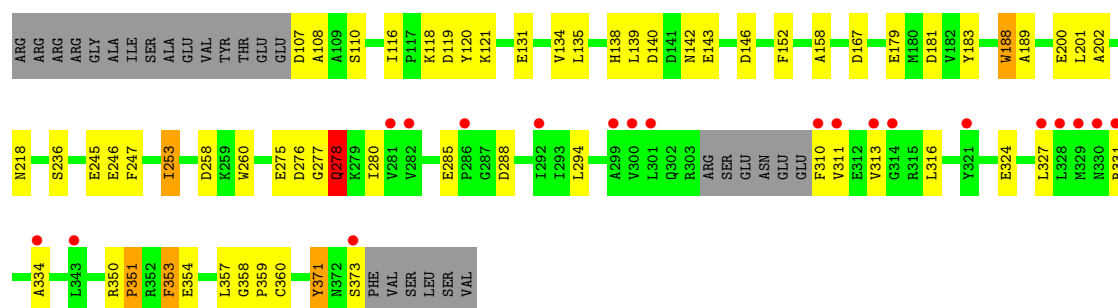 ARG ARG ARG ARG GLY ALA ILE SER ALA GLU VAL TYR THR GLU GLU D107 A108 A109 S110 I116 P117 K118 D119 Y120 K121 E131 V134 L135 H138 L139 D140 D141 N142 E143 D146 F152 A158 D167 E179 M180 D181 V182 Y183 W188 A189 E200 L201 A202
N218 S236 E245 E246 F247 I253 D258 K259 W260 E275 D276 G277 Q278 K279 I280 V281 V282 E285 P286 G287 D288 I292 I293 L294 A299 V300 L301 Q302 R303 ARG SER GLU ASN GLU GLU F310 V311 E312 V313 G314 R315 L316 Y321 E324 L327 L328 M329 N330
A334 L343 R350 P351 R352 F353 E354 L357 G358 P359 C360 Y371 N372 S373 PHE VAL SER LEU SER VAL